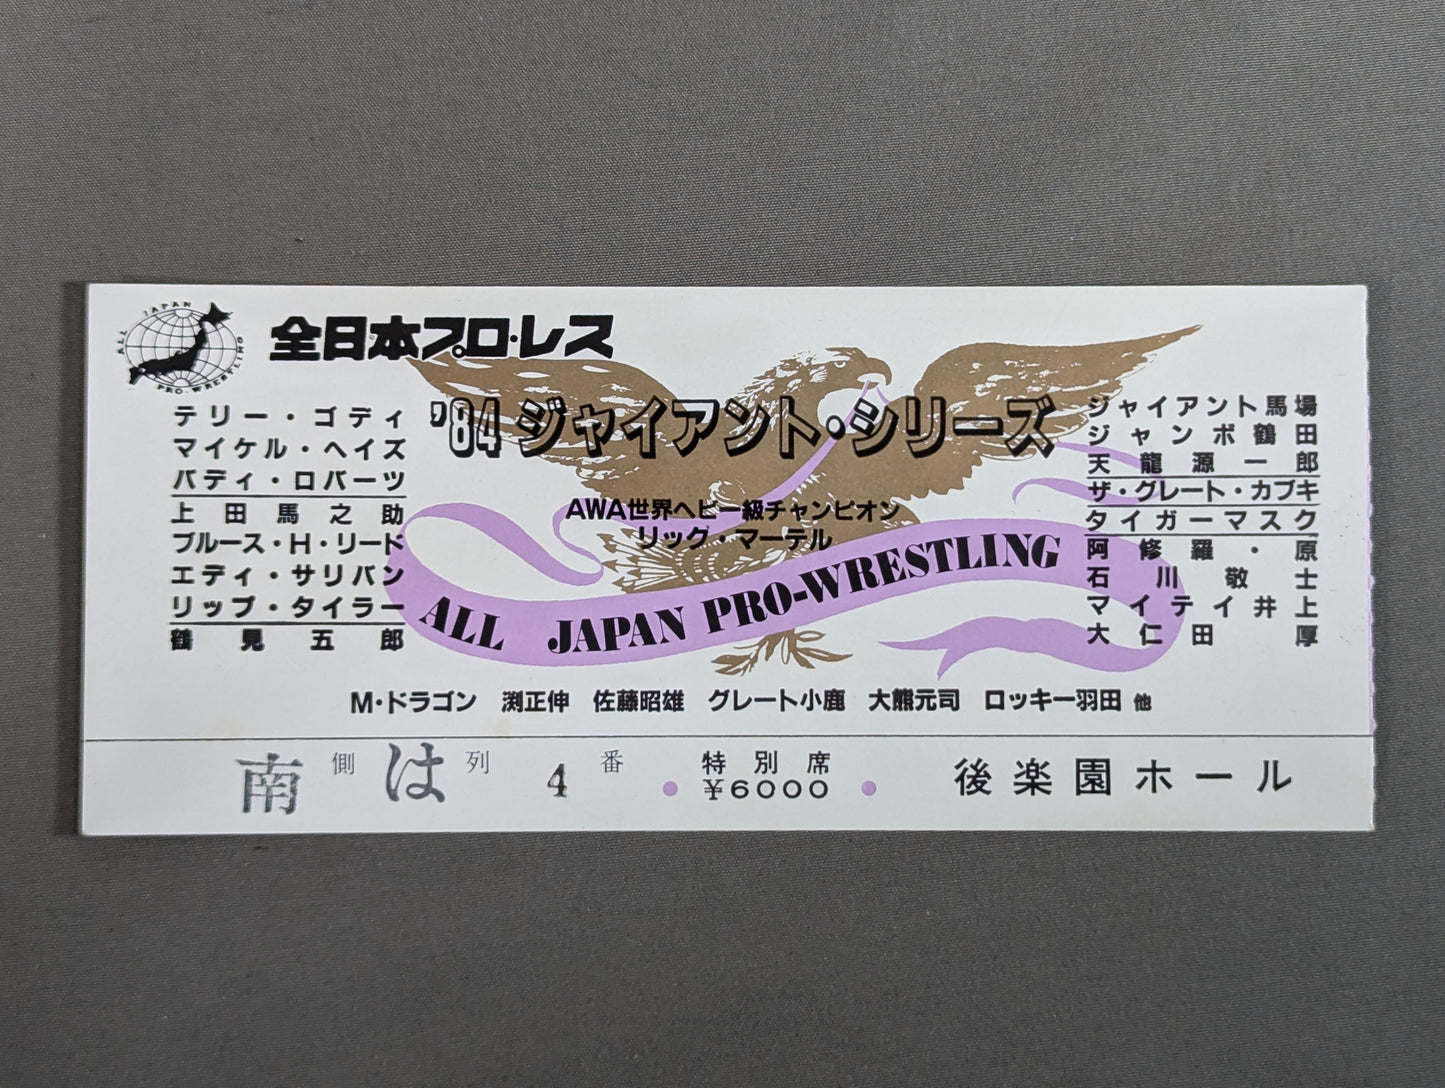 ALL JAPAN
PRO-WRESTLING
全日本プロ・レス
'84 ジャイアント・シリーズ
AWA世界ヘビー級チャンピオン
リック・マーテル
ALL JAPAN PRO-WRESTLING
テリー・ゴディ
マイケル・ヘイズ
バディ・ロバーツ
上田馬之助
ブルース・H・リード
エディ・サリバン
リップ・タイラー
鶴見五郎
ジャイアント馬場
ジャンボ鶴田
天龍源一郎
ザ・グレート・カブキ
タイガーマスク
阿修羅・原
石川敬士
マイティ井上
大仁田厚
M・ドラゴン 渕正伸 佐藤昭雄 グレート小鹿 大熊元司 ロッキー羽田 他
南側 は列 4番 特別席 ¥6000 後楽園ホール